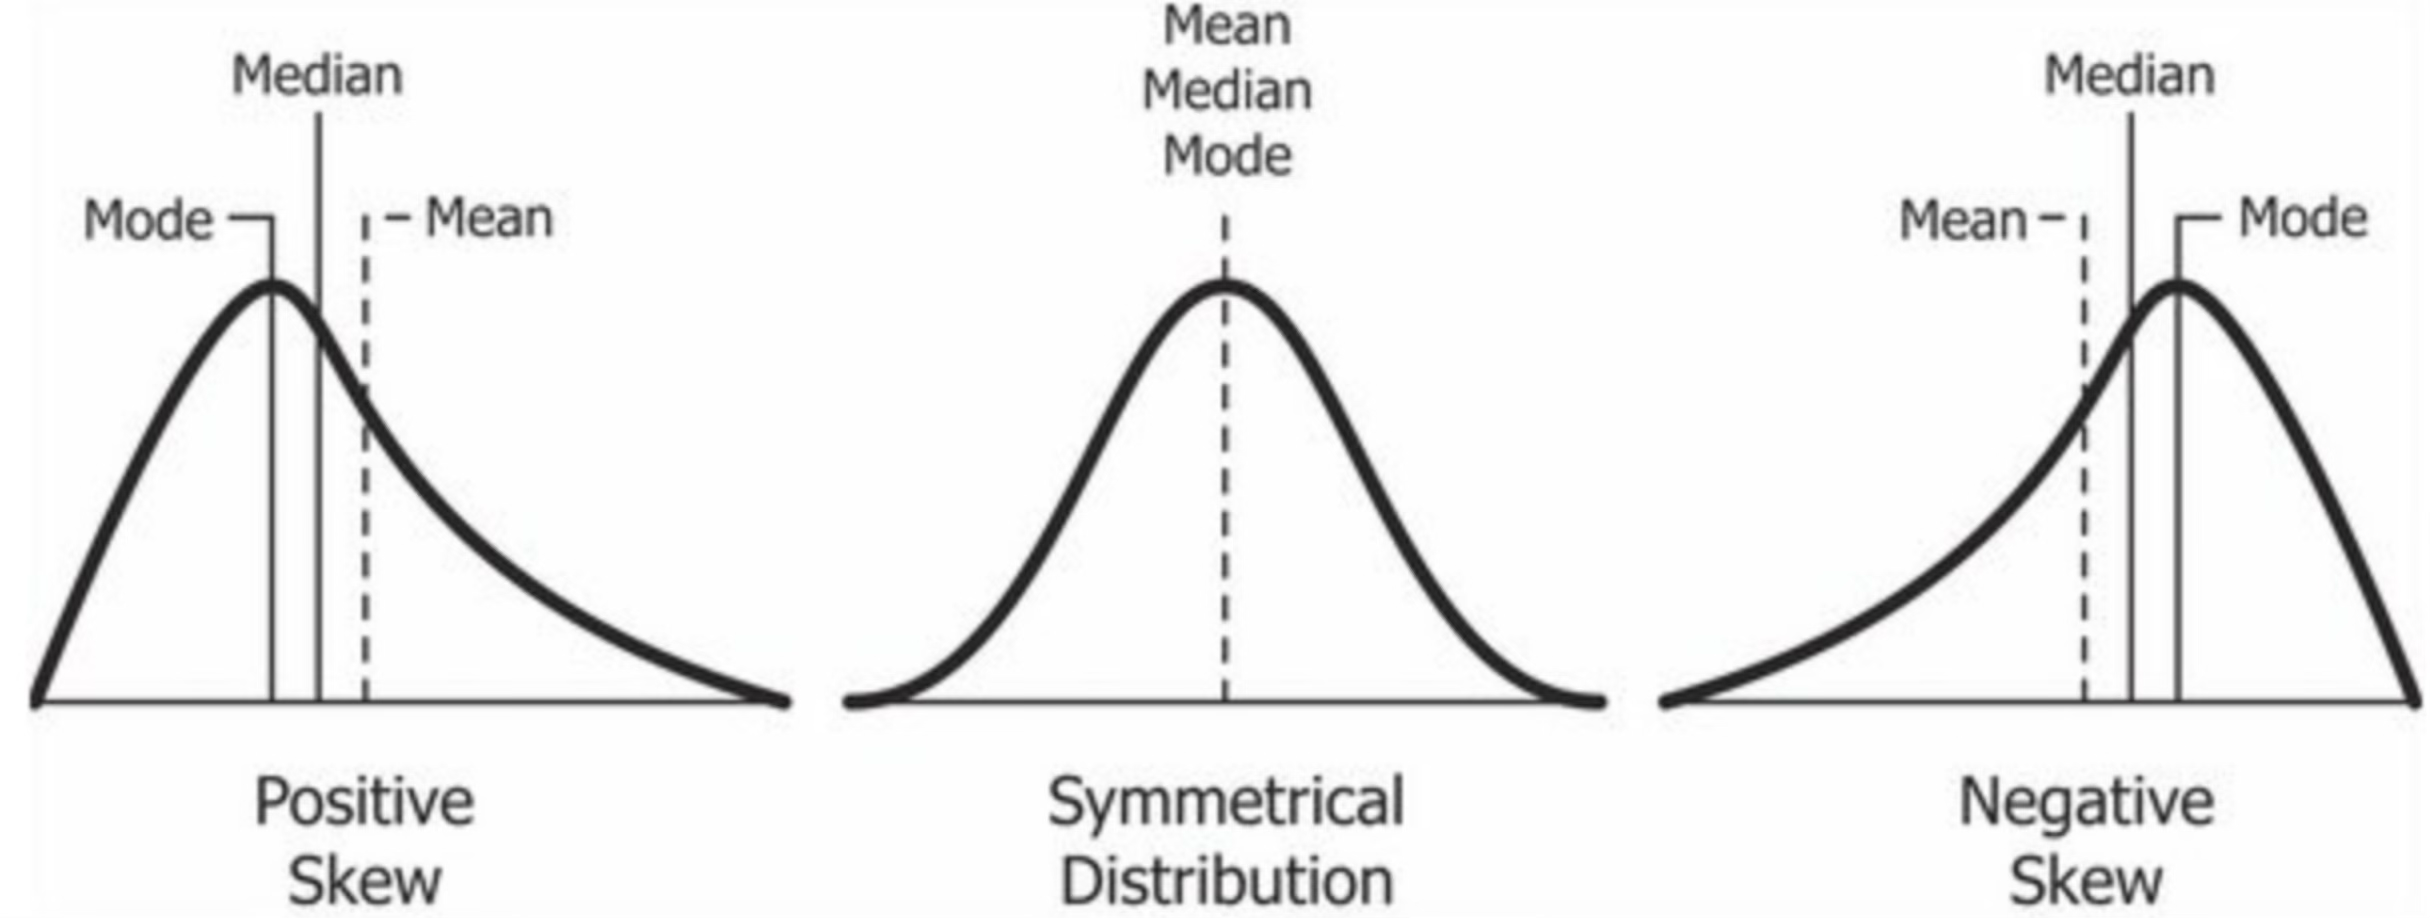 Median
Mode
Mean
Positive
Skew
Mean
Median
Mode
Symmetrical
Distribution
Median
Mean
Mode
Negative
Skew